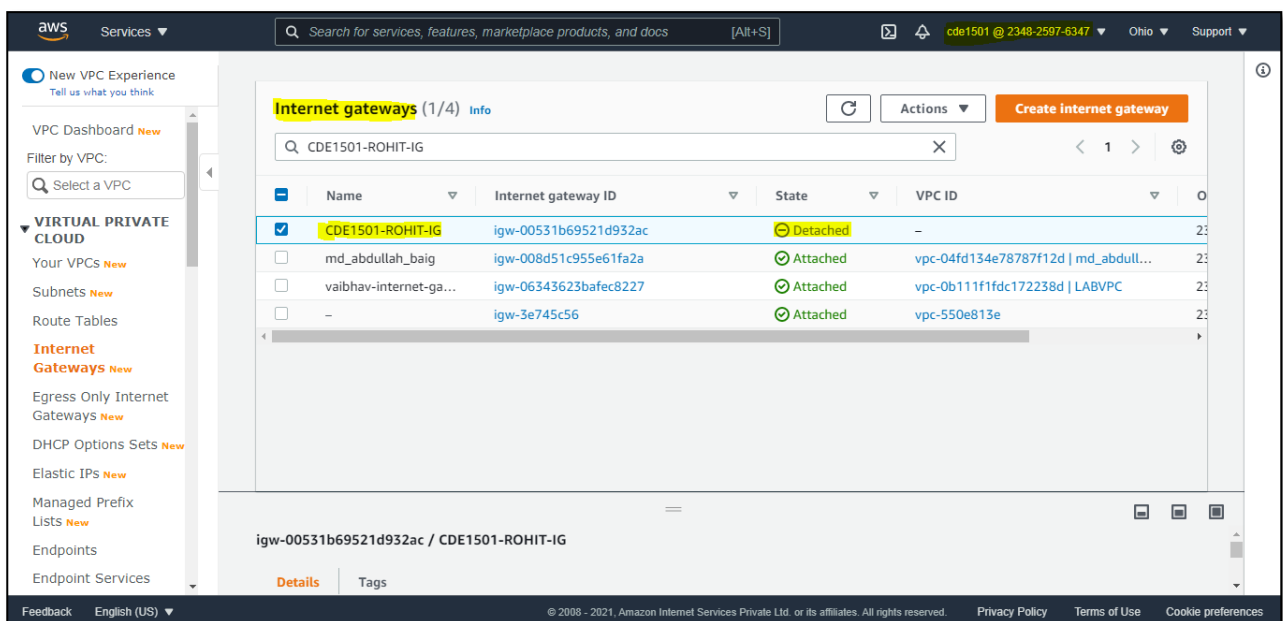 aws Services ▼ Search for services, features, marketplace products, and docs [Alt+S] cde1501 @ 2348-2597-6347 ▼ Ohio ▼ Support ▼
New VPC Experience
Tell us what you think
VPC Dashboard New
Filter by VPC:
Select a VPC
VIRTUAL PRIVATE
CLOUD
Your VPCs New
Subnets New
Route Tables
Internet
Gateways New
Egress Only Internet
Gateways New
DHCP Options Sets New
Elastic IPs New
Managed Prefix
Lists New
Endpoints
Endpoint Services
Internet gateways (1/4) Info Actions ▼ Create internet gateway
CDE1501-ROHIT-IG 1
Name Internet gateway ID State VPC ID O
CDE1501-ROHIT-IG igw-00531b69521d932ac Detached – 23
md_abdullah_baig igw-008d51c955e61fa2a Attached vpc-04fd134e78787f12d | md_abdull... 23
vaibhav-internet-ga... igw-06343623bafec8227 Attached vpc-0b111f1fdc172238d | LABVPC 23
– igw-3e745c56 Attached vpc-550e813e 23
igw-00531b69521d932ac / CDE1501-ROHIT-IG
Details Tags
Feedback English (US) ▼ © 2008 - 2021, Amazon Internet Services Private Ltd. or its affiliates. All rights reserved. Privacy Policy Terms of Use Cookie preferences